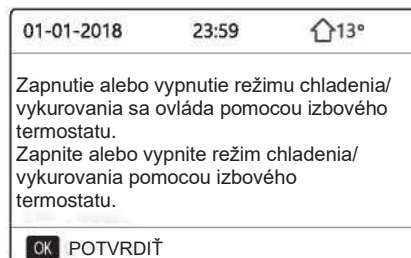 01-01-2018 23:59 13°
Zapnutie alebo vypnutie režimu chladenia/
vykurovania sa ovláda pomocou izbového
termostatu.
Zapnite alebo vypnite režim chladenia/
vykurovania pomocou izbového
termostatu.
OK POTVRDIŤ